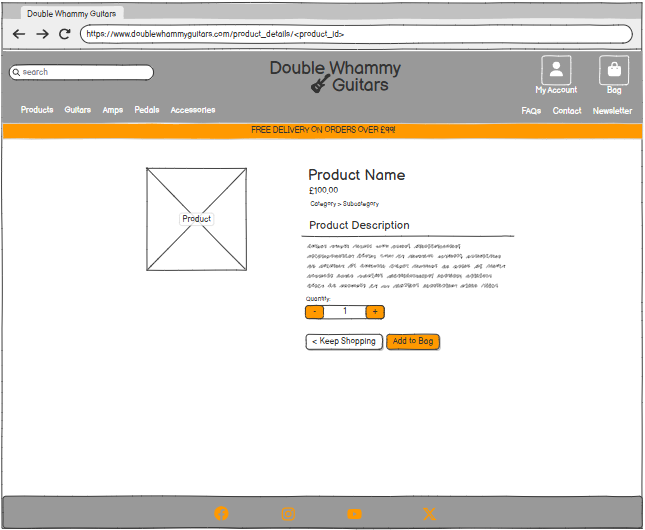 Double Whammy Guitars
https://www.doublewhammyguitars.com/product_details/<product_id>
search
Double Whammy
Guitars
My Account
Bag
Products Guitars Amps Pedals Accessories
FAQs Contact Newsletter
FREE DELIVERY ON ORDERS OVER £99!
Product
Product Name
£100.00
Category > Subcategory
Product Description
Quantity:
- 1 +
< Keep Shopping
Add to Bag